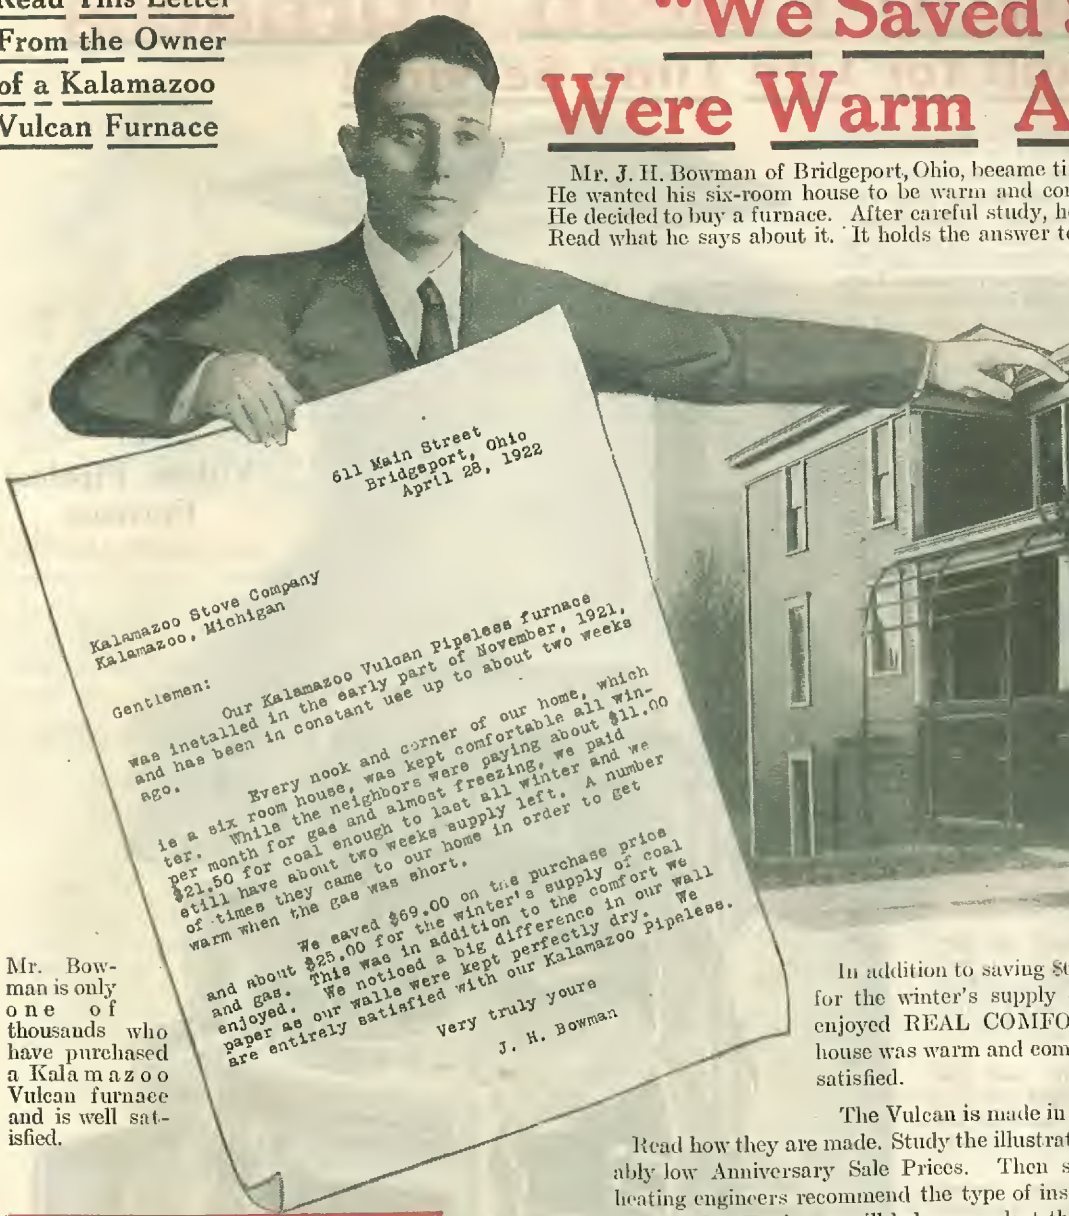 Read This Letter
From the Owner
of a Kalamazoo
Vulcan Furnace
"We Saved
Were Warm A
Mr. J. H. Bowman of Bridgeport, Ohio, became ti
He wanted his six-room house to be warm and co
He decided to buy a furnace. After careful study, h
Read what he says about it. It holds the answer t
611 Main Street
Bridgeport, Ohio
April 28, 1922
Kalamazoo Stove Company
Kalamazoo, Michigan
Gentlemen:
Our Kalamazoo Vulcan Pipeless furnace
was installed in the early part of November, 1921,
and has been in constant use up to about two weeks
ago.
Every nook and corner of our home, which
is a six room house, was kept comfortable all win-
ter. While the neighbors were paying about $11.00
per month for gas and almost freezing, we paid
$21.50 for coal enough to last all winter and we
still have about two weeks supply left. A number
of times they came to our home in order to get
warm when the gas was short.
We saved $69.00 on the purchase price
and about $25.00 for the winter's supply of coal
and gas. This was in addition to the comfort we
enjoyed. We noticed a big difference in our wall
paper as our walls were kept perfectly dry. We
are entirely satisfied with our Kalamazoo Pipeless.
Very truly yours
J. H. Bowman
Mr. Bow-
man is only
one of
thousands who
have purchased
a Kalamazoo
Vulcan furnace
and is well sat-
isfied.
In addition to saving
for the winter's supply
enjoyed REAL COMFO
house was warm and com
satisfied.
The Vulcan is made in
Read how they are made. Study the illustrat
ably low Anniversary Sale Prices. Then s
heating engineers recommend the type of ins